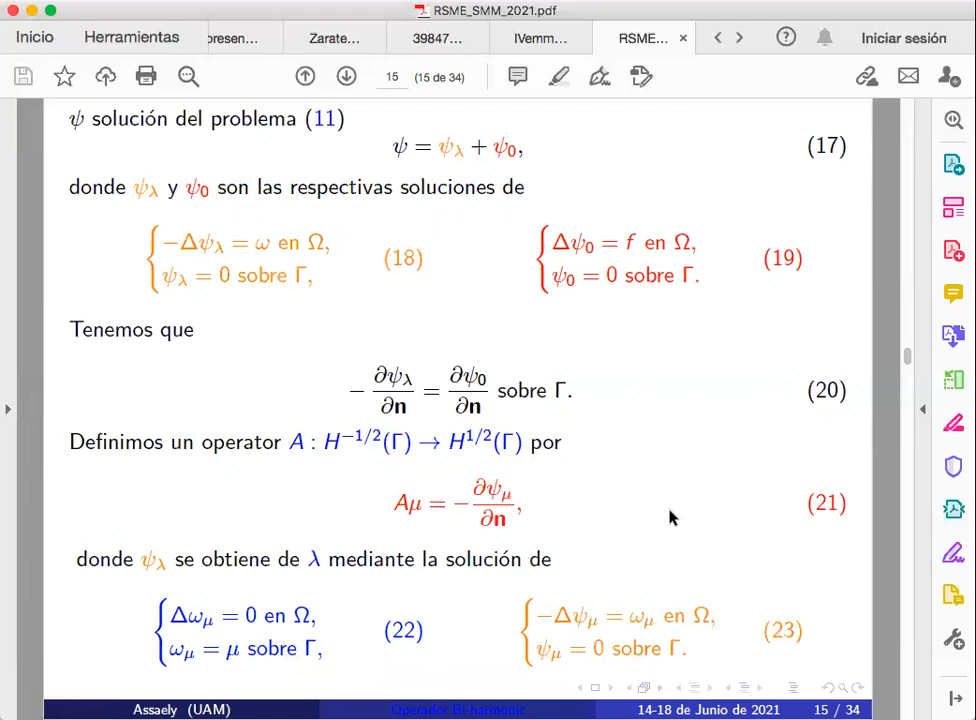 RSME_SMM_2021.pdf
Inicio Herramientas presen... Zarate... 39847... IVemm... RSME... × Iniciar sesión
15 (15 de 34)
ψ solución del problema (11)
ψ = ψ_λ + ψ_0, (17)
donde ψ_λ y ψ_0 son las respectivas soluciones de
{ −Δψ_λ = ω en Ω, (18) { Δψ_0 = f en Ω, (19)
ψ_λ = 0 sobre Γ, ψ_0 = 0 sobre Γ.
Tenemos que
− ∂ψ_λ/∂n = ∂ψ_0/∂n sobre Γ. (20)
Definimos un operator A : H^{−1/2}(Γ) → H^{1/2}(Γ) por
Aμ = − ∂ψ_μ/∂n, (21)
donde ψ_λ se obtiene de λ mediante la solución de
{ Δω_μ = 0 en Ω, (22) { −Δψ_μ = ω_μ en Ω, (23)
ω_μ = μ sobre Γ, ψ_μ = 0 sobre Γ.
Assaely (UAM) Operador Bi-harmonic 14-18 de Junio de 2021 15 / 34